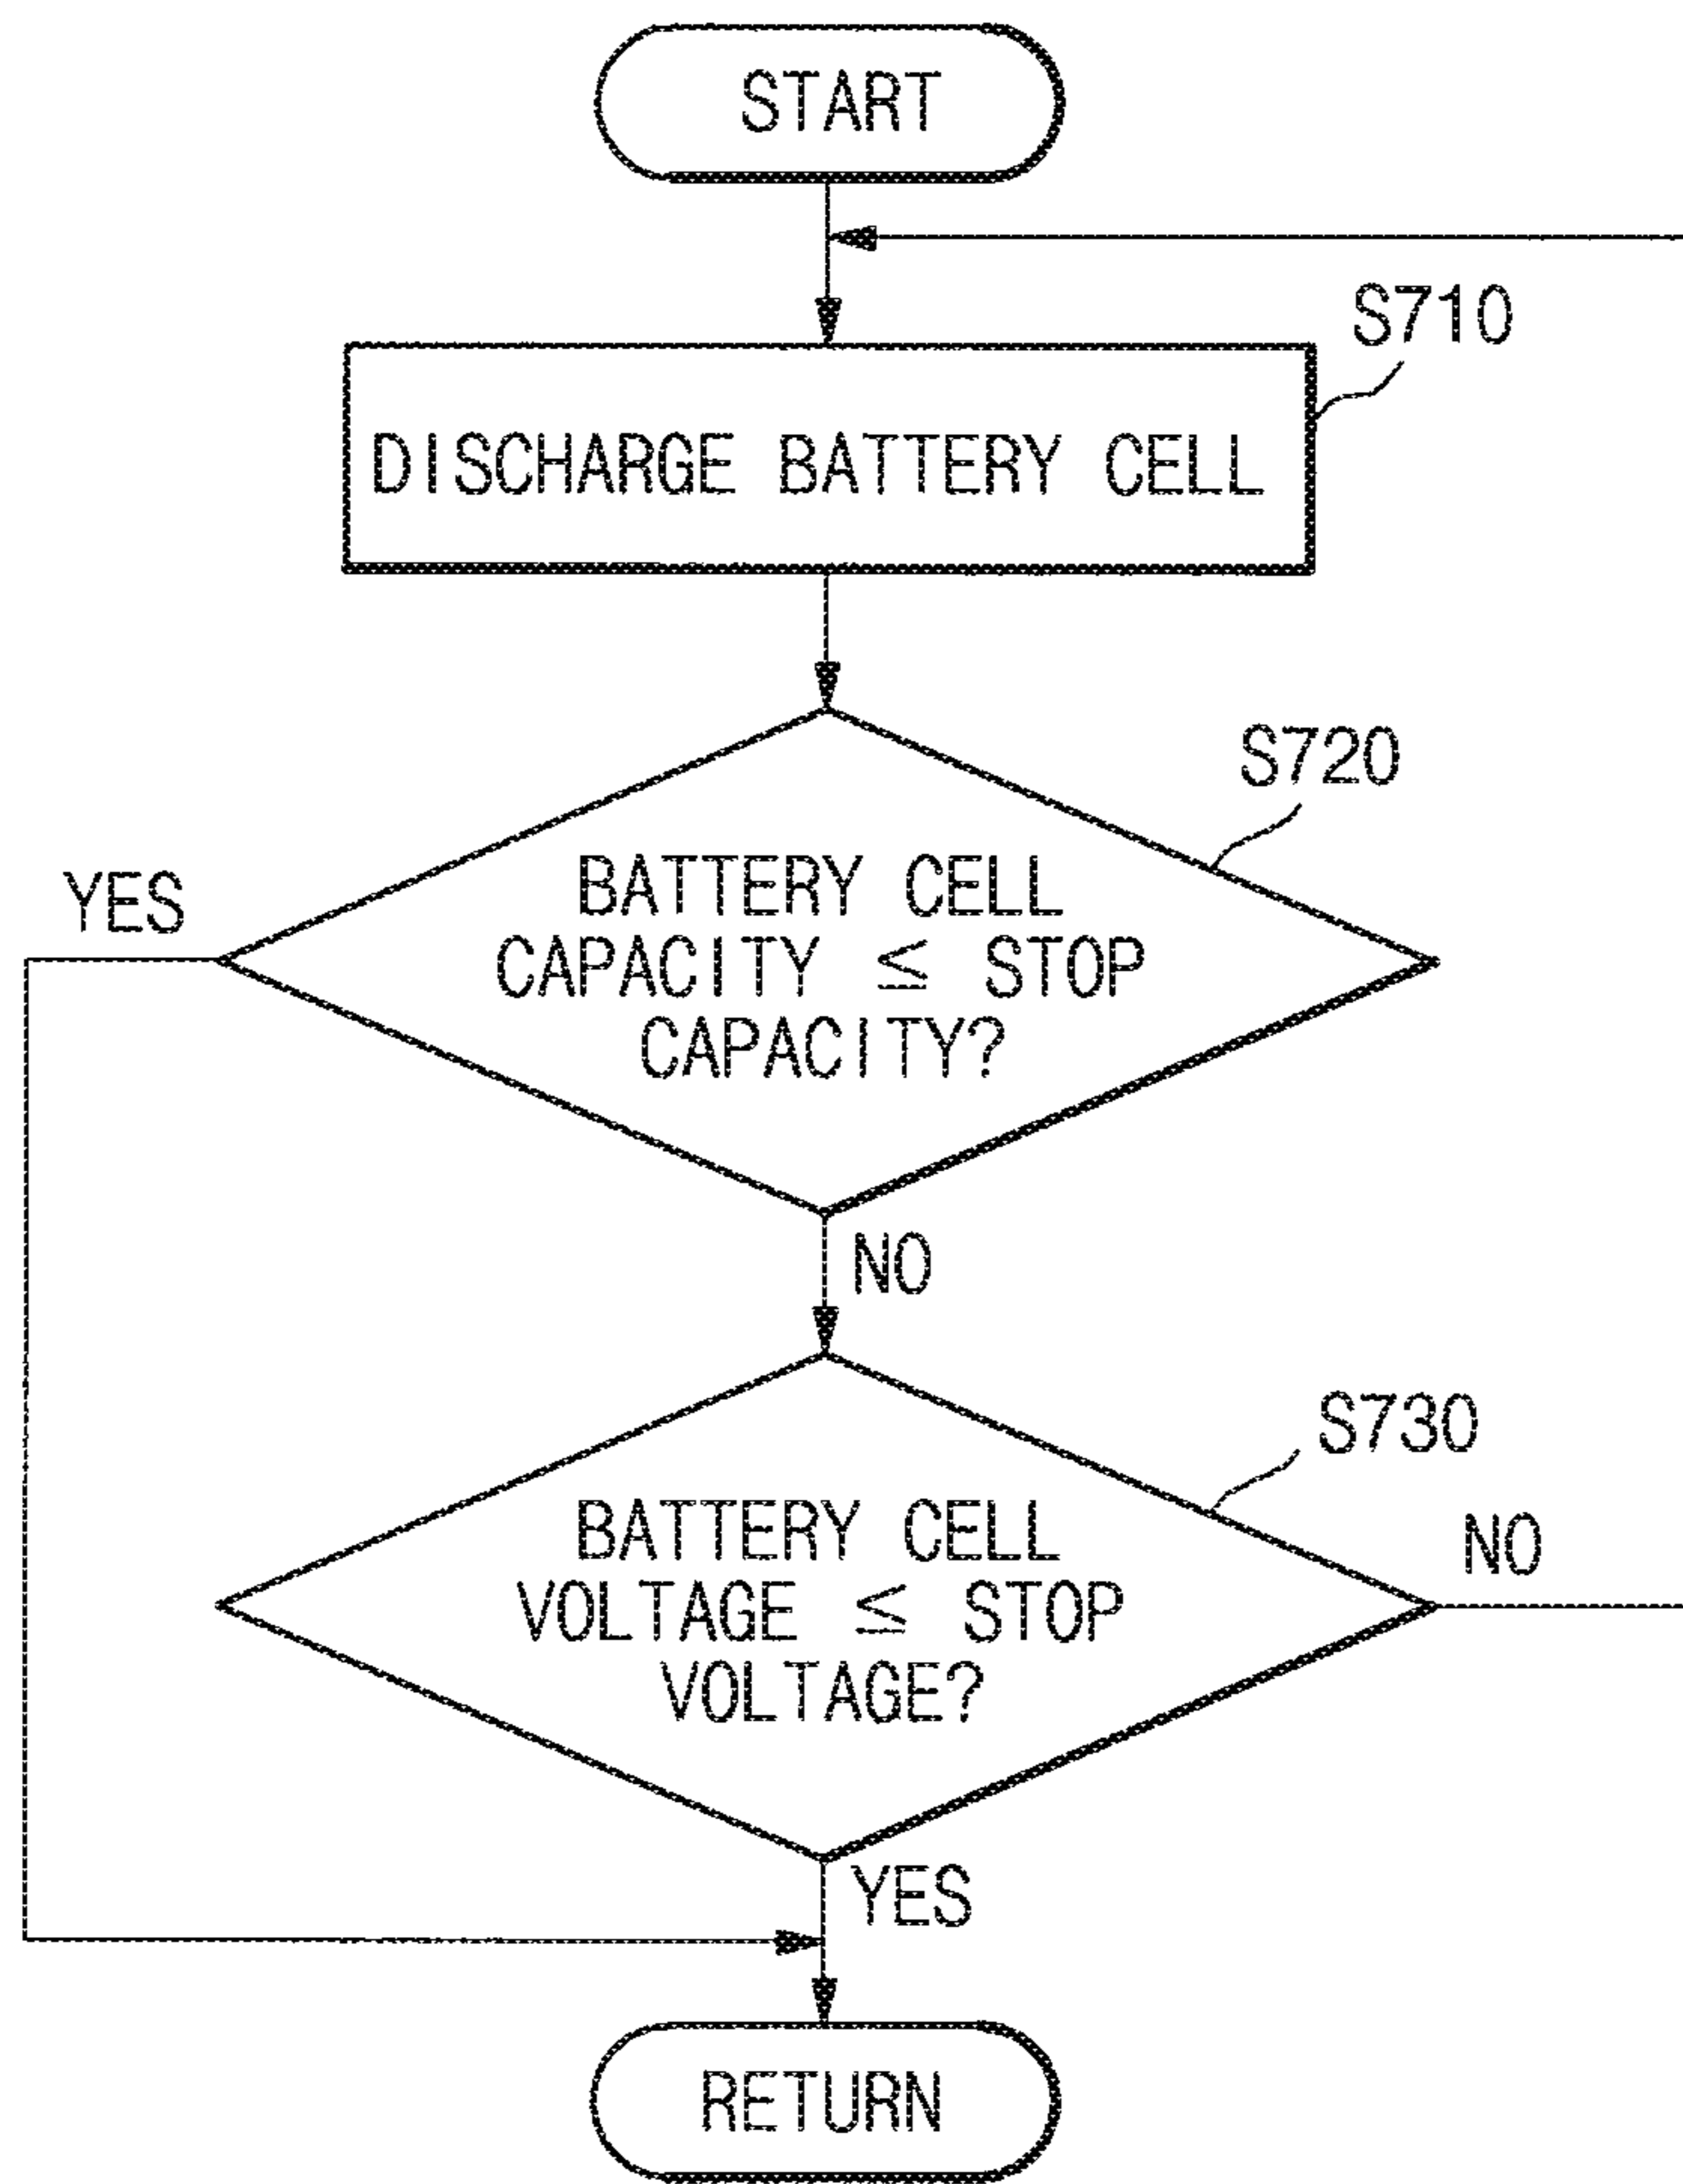 START
S710
DISCHARGE BATTERY CELL
S720
YES
BATTERY CELL
CAPACITY ≦ STOP
CAPACITY?
NO
S730
BATTERY CELL
VOLTAGE ≦ STOP
VOLTAGE?
NO
YES
RETURN